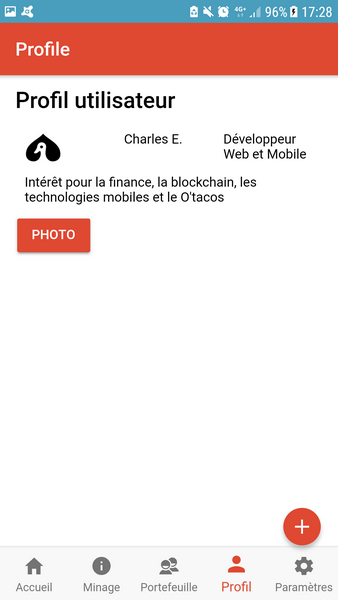 4G+ 96% 17:28
Profile
Profil utilisateur
Charles E.
Développeur
Web et Mobile
Intérêt pour la finance, la blockchain, les
technologies mobiles et le O'tacos
PHOTO
Accueil
Minage
Portefeuille
Profil
Paramètres